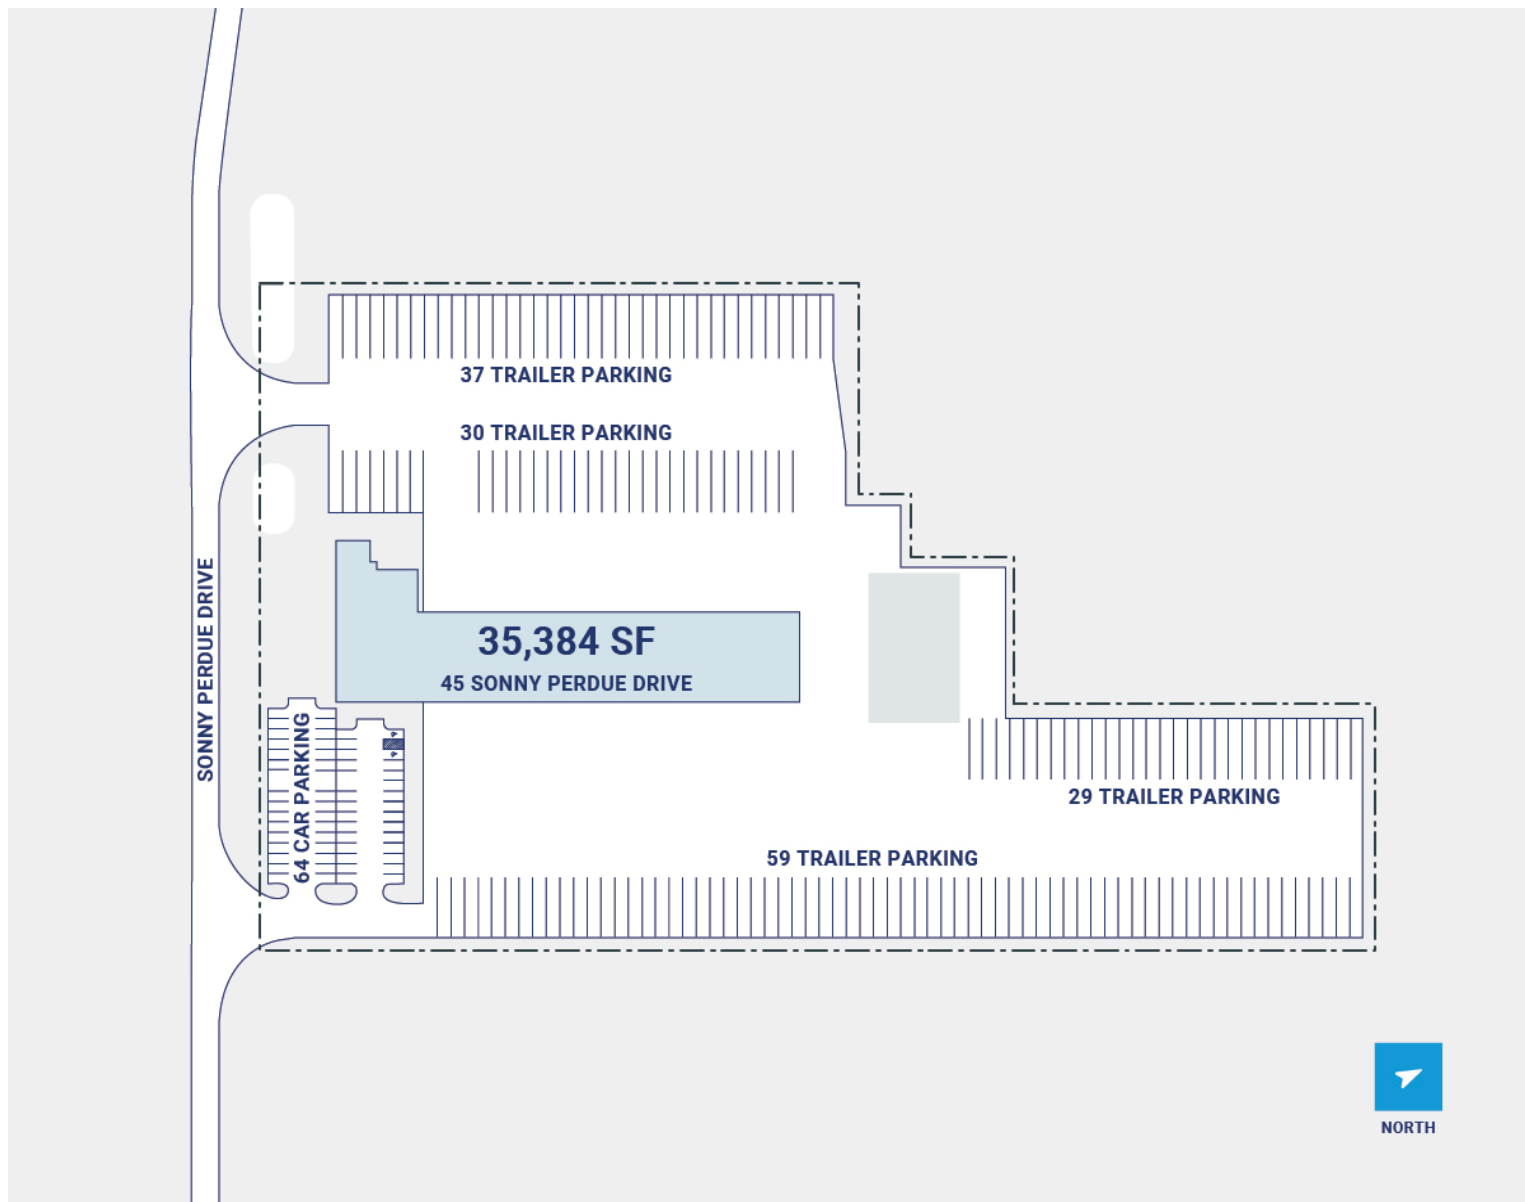 37 TRAILER PARKING
30 TRAILER PARKING
SONNY PERDUE DRIVE
35,384 SF
45 SONNY PERDUE DRIVE
64 CAR PARKING
29 TRAILER PARKING
59 TRAILER PARKING
NORTH